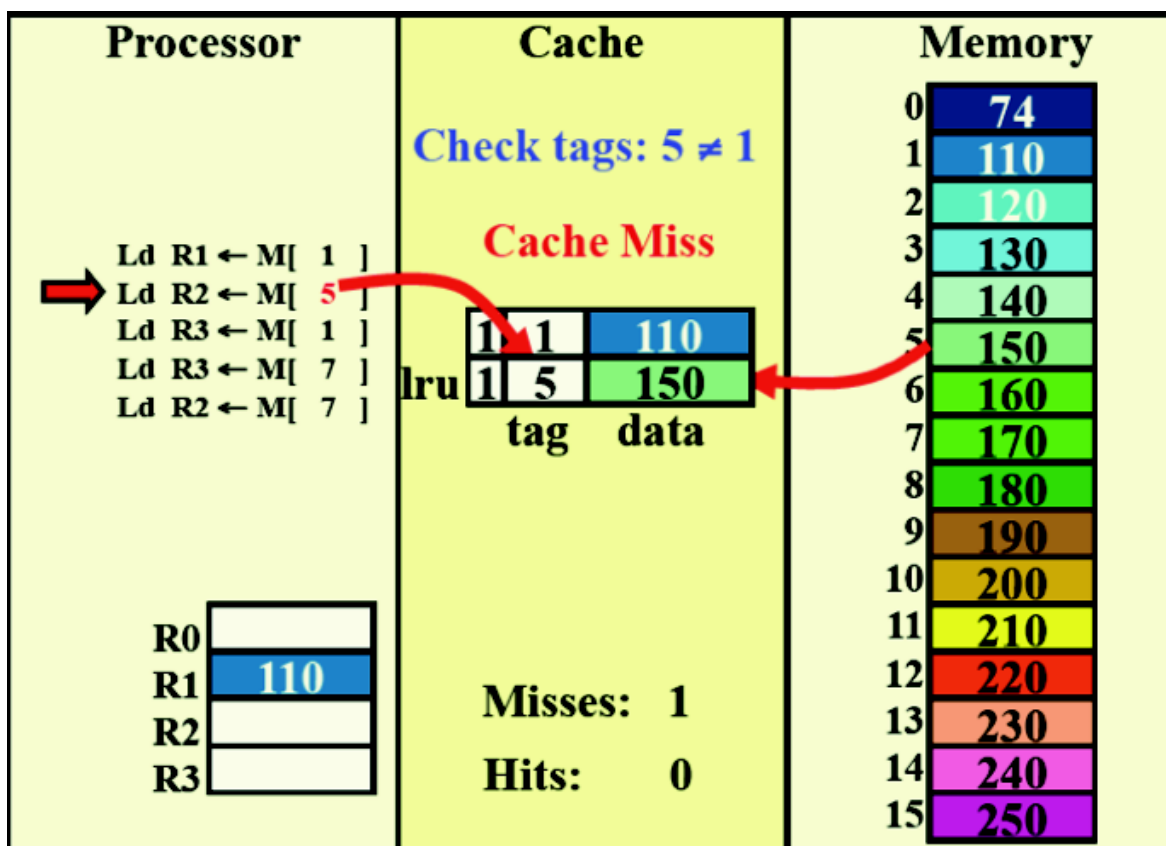 Processor
Ld R1 ← M[ 1 ]
Ld R2 ← M[ 5 ]
Ld R3 ← M[ 1 ]
Ld R3 ← M[ 7 ]
Ld R2 ← M[ 7 ]
R0
R1 110
R2
R3
Cache
Check tags: 5 ≠ 1
Cache Miss
1 1 110
lru 1 5 150
tag data
Misses: 1
Hits: 0
Memory
0 74
1 110
2 120
3 130
4 140
5 150
6 160
7 170
8 180
9 190
10 200
11 210
12 220
13 230
14 240
15 250